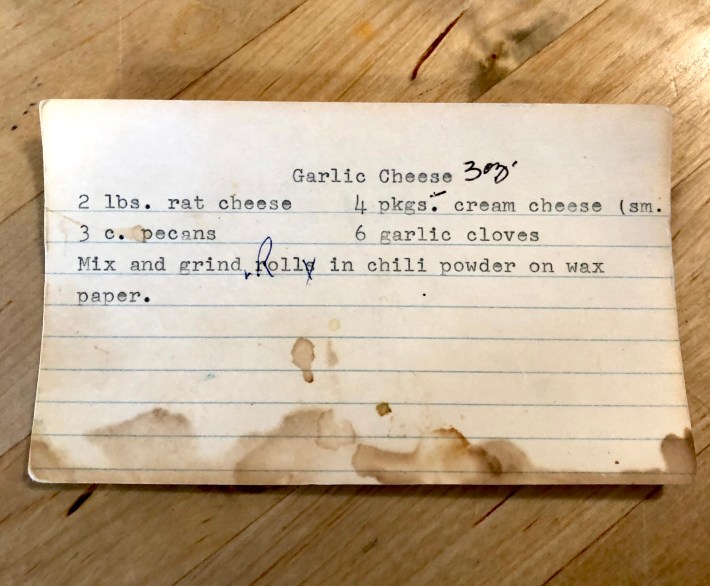 Garlic Cheese 3oz.
2 lbs. rat cheese 4 pkgs. cream cheese (sm.
3 c. pecans 6 garlic cloves
Mix and grind. Roll in chili powder on wax
paper.